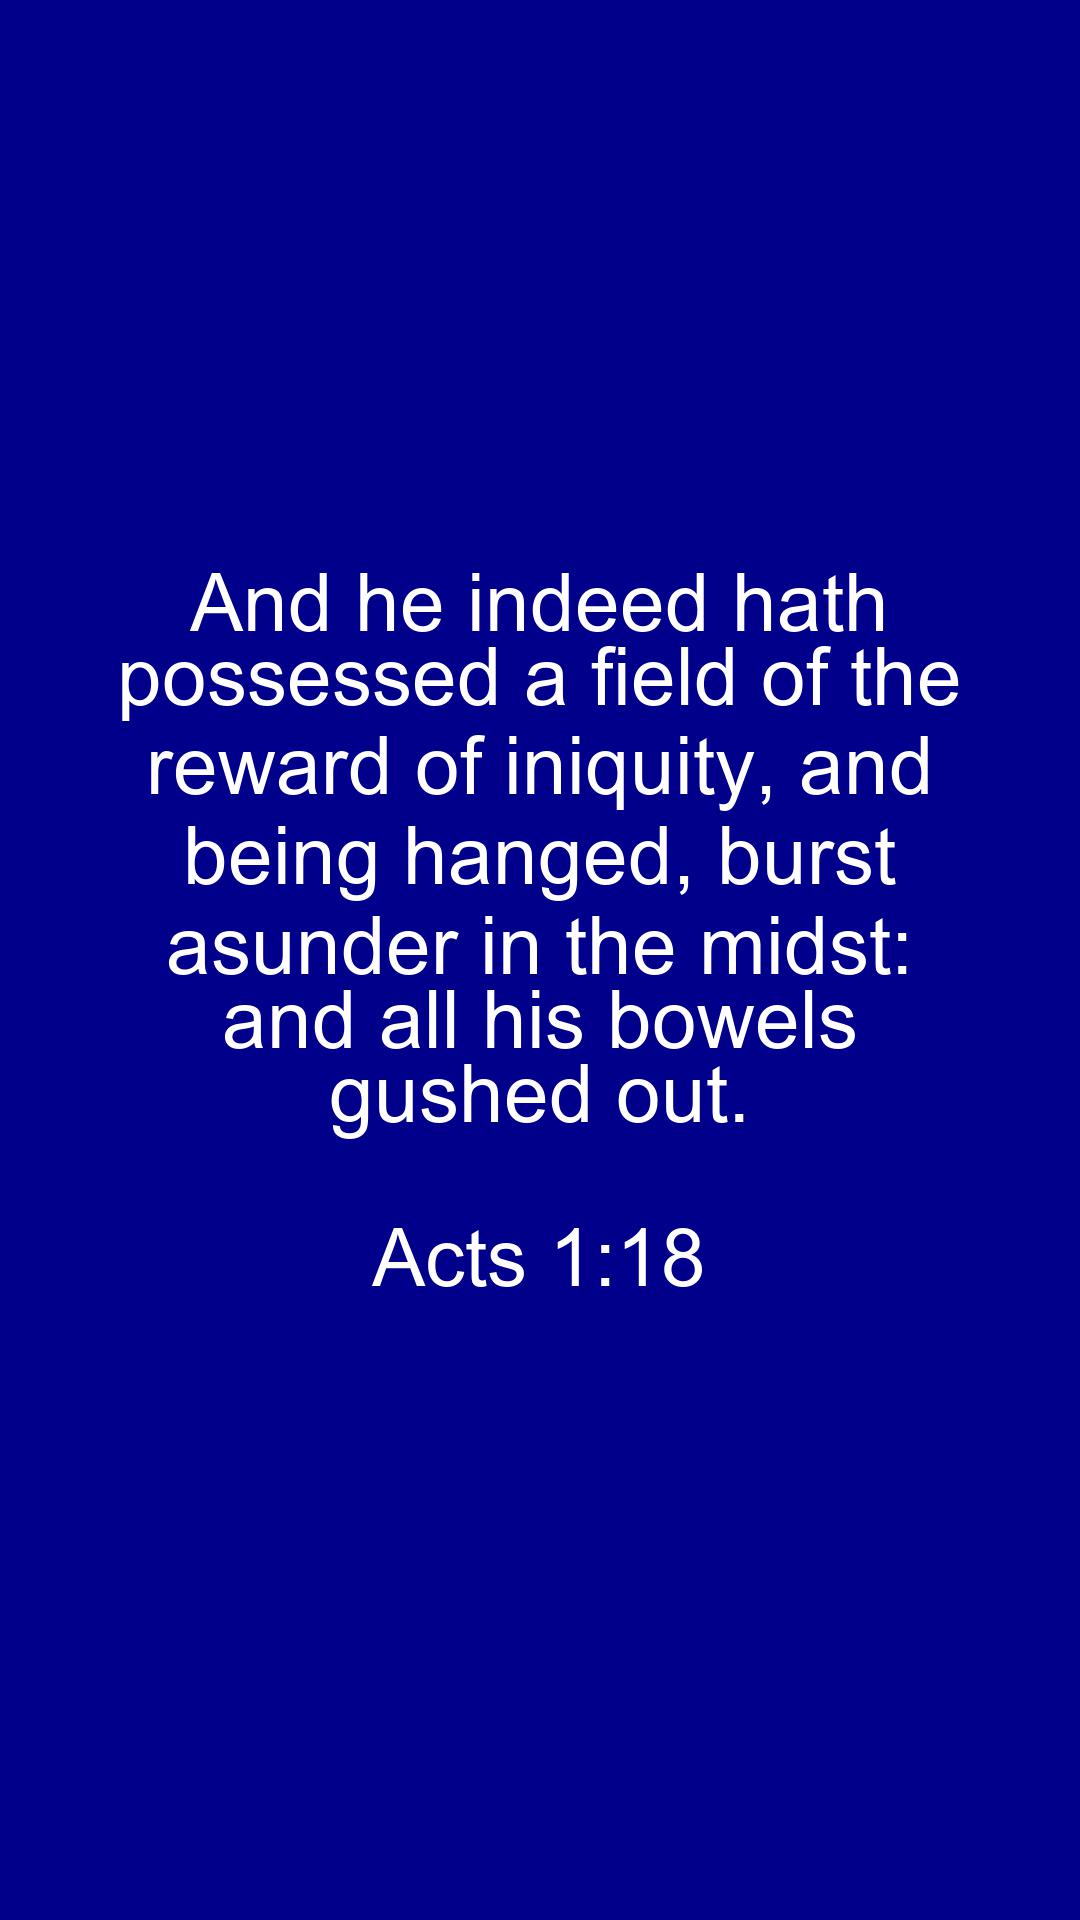 And he indeed hath
possessed a field of the
reward of iniquity, and
being hanged, burst
asunder in the midst:
and all his bowels
gushed out.
Acts 1:18